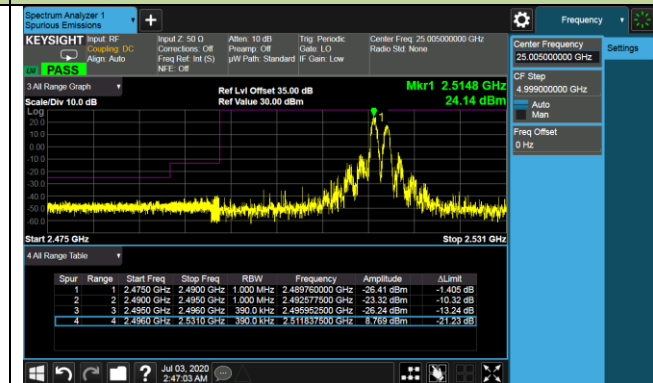 Spectrum Analyzer 1
Spurious Emissions
Frequency
KEYSIGHT
Input: RF
Coupling: DC
Align: Auto
Input Z: 50 Ω
Corrections: Off
Freq Ref: Int (S)
NFE: Off
Atten: 10 dB
Preamp: Off
µW Path: Standard
Trig: Periodic
Gate: LO
IF Gain: Low
Center Freq: 25.005000000 GHz
Radio Std: None
PASS
Center Frequency
25.005000000 GHz
Settings
CF Step
4.999000000 GHz
Auto
Man
Freq Offset
0 Hz
3 All Range Graph
Scale/Div 10.0 dB
Ref Lvl Offset 35.00 dB
Ref Value 30.00 dBm
Mkr1 2.5148 GHz
24.14 dBm
Log
20.0
10.0
0.00
-10.0
-20.0
-30.0
-40.0
-50.0
-60.0
1
Start 2.475 GHz
Stop 2.531 GHz
4 All Range Table
Spur Range Start Freq Stop Freq RBW Frequency Amplitude ΔLimit
1 1 2.4750 GHz 2.4900 GHz 1.000 MHz 2.489760000 GHz -26.41 dBm -1.405 dB
2 2 2.4900 GHz 2.4950 GHz 1.000 MHz 2.492577500 GHz -23.32 dBm -10.32 dB
3 3 2.4950 GHz 2.4960 GHz 390.0 kHz 2.495952500 GHz -26.24 dBm -13.24 dB
4 4 2.4960 GHz 2.5310 GHz 390.0 kHz 2.511837500 GHz 8.769 dBm -21.23 dB
Jul 03, 2020
2:47:03 AM